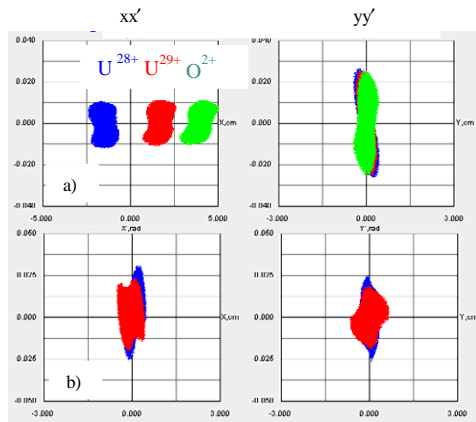 xx′ yy′
0.040 0.040
U 28+ U 29+ O 2+
0.020 0.020
0.000 X,cm 0.000 Y,cm
-0.020 -0.020
a)
-0.040 -0.040
-5.000 0.000 5.000 -3.000 0.000 3.000
X',rad Y',rad
0.050 0.050
0.025 0.025
0.000 X,cm 0.000 Y,cm
0.025 0.025
b)
-0.050 -0.050
-3.000 0.000 3.000 -3.000 0.000 3.000